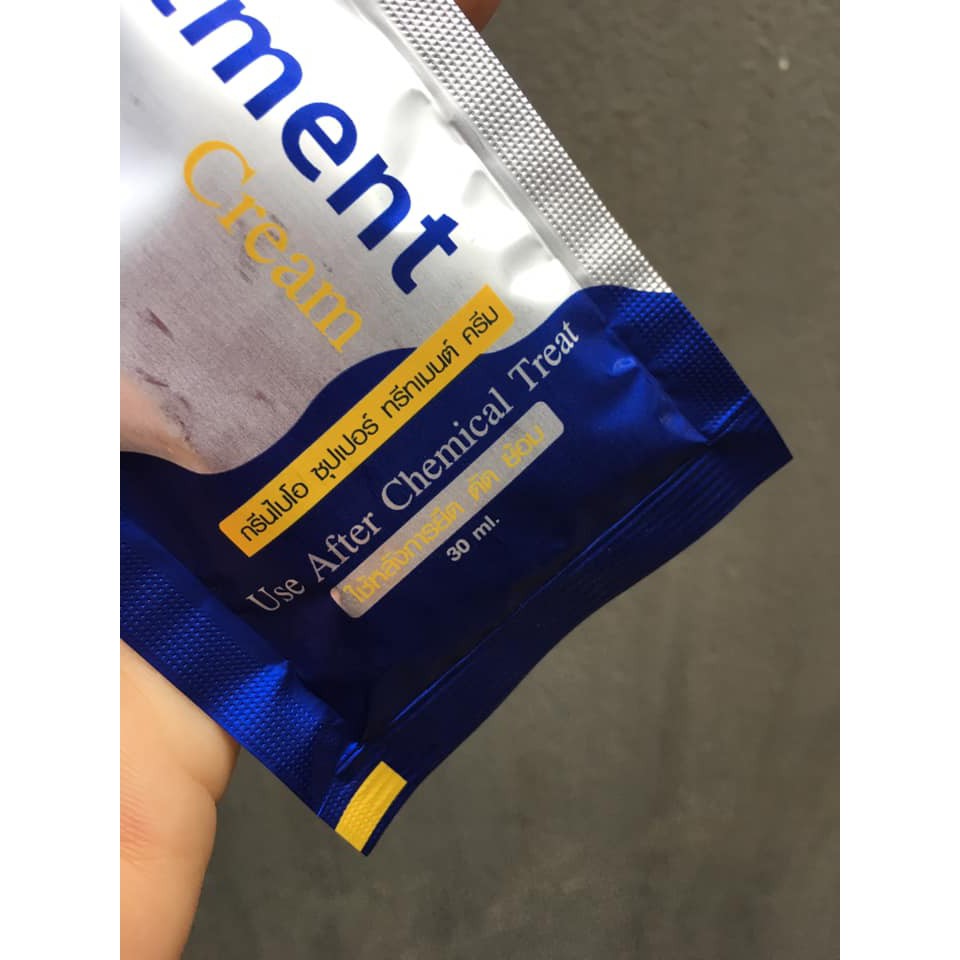 ment
Cream
กรีนไบโอ ซุปเปอร์ ทรีทเมนต์ ครีม
Use After Chemical Treat
ใช้หลังการยืด ดัด ย้อม
30 ml.